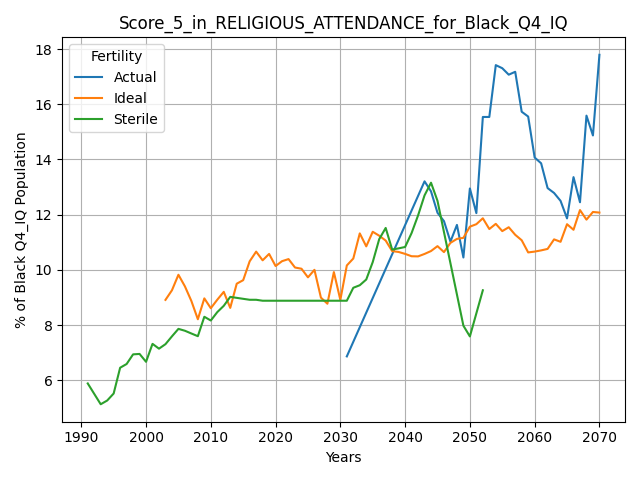 Score_5_in_RELIGIOUS_ATTENDANCE_for_Black_Q4_IQ
Fertility
Actual
Ideal
Sterile
% of Black Q4_IQ Population
18
16
14
12
10
8
6
1990 2000 2010 2020 2030 2040 2050 2060 2070
Years